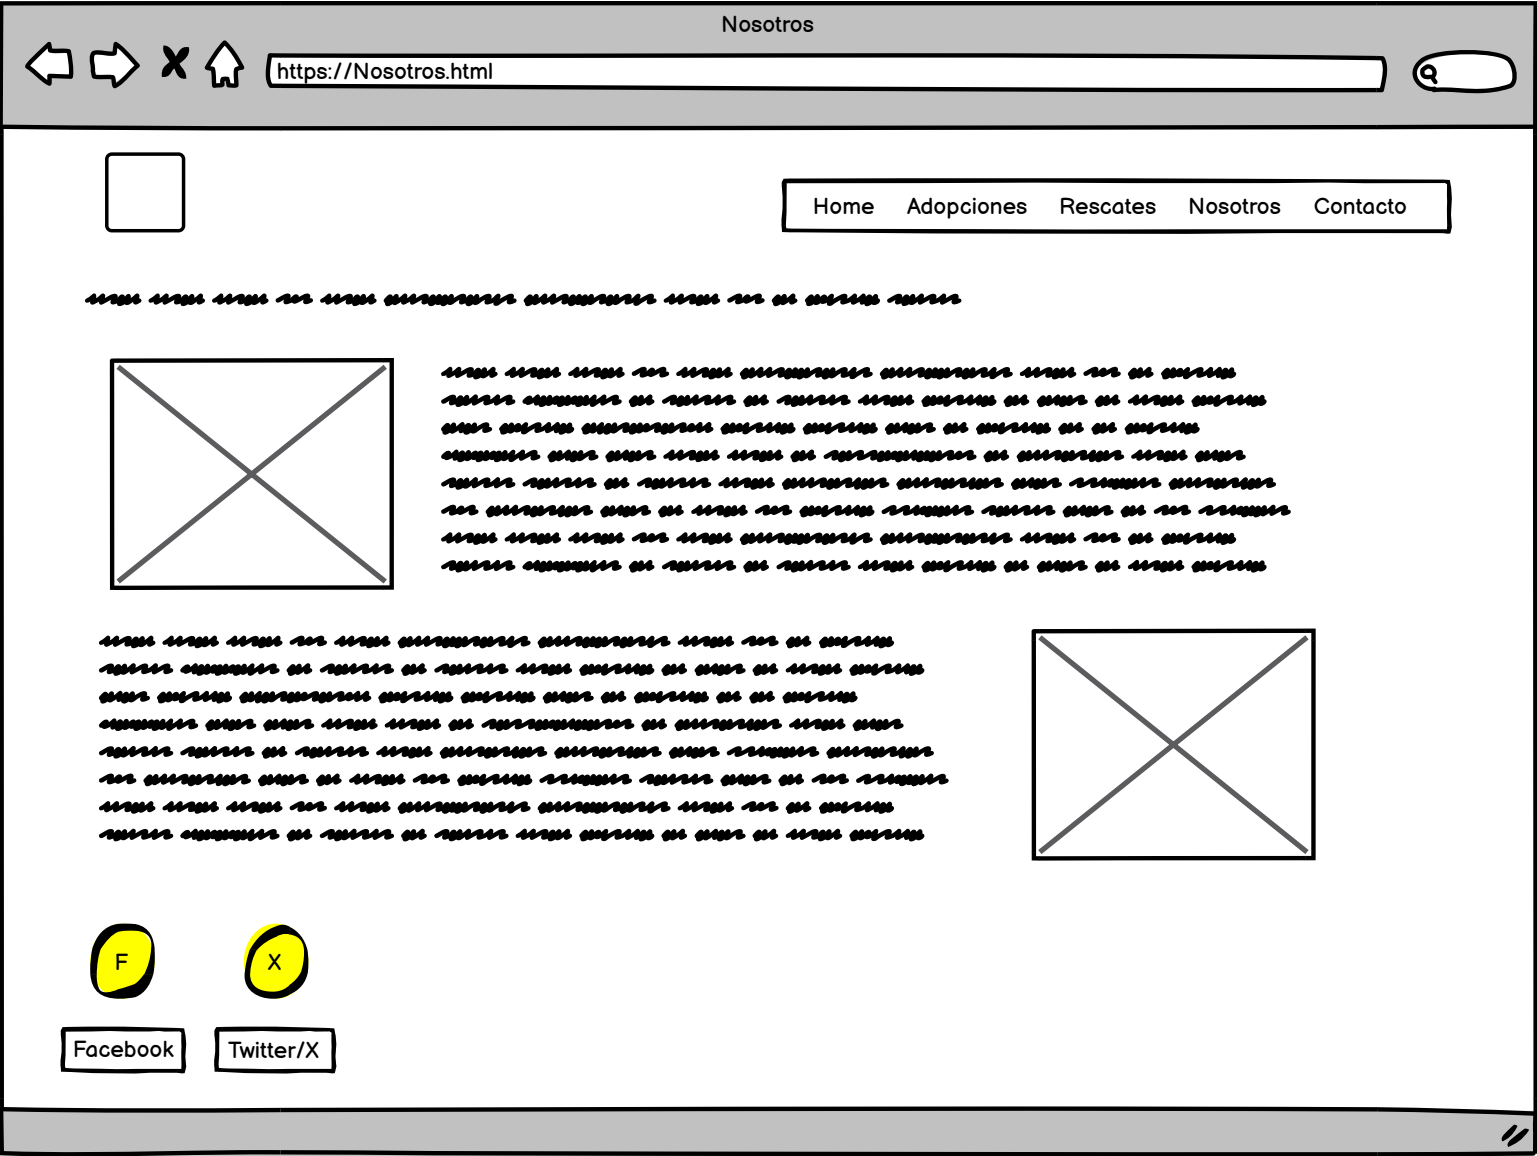 Nosotros
https://Nosotros.html
Home Adopciones Rescates Nosotros Contacto
F X
Facebook Twitter/X